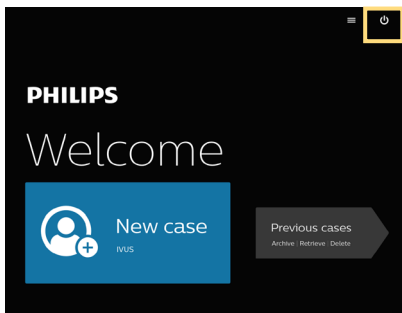 PHILIPS
Welcome
New case
IVUS
Previous cases
Archive | Retrieve | Delete